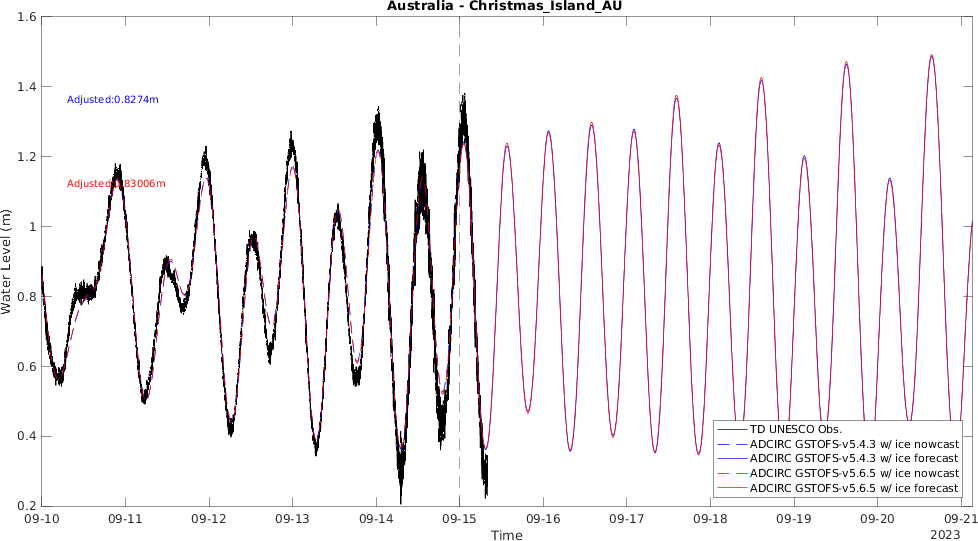 Australia - Christmas_Island_AU
1.6
1.4
1.2
1
0.8
0.6
0.4
0.2
Water Level (m)
Adjusted:0.8274m
Adjusted:0.83006m
TD UNESCO Obs.
ADCIRC GSTOFS-v5.4.3 w/ ice nowcast
ADCIRC GSTOFS-v5.4.3 w/ ice forecast
ADCIRC GSTOFS-v5.6.5 w/ ice nowcast
ADCIRC GSTOFS-v5.6.5 w/ ice forecast
09-10 09-11 09-12 09-13 09-14 09-15 09-16 09-17 09-18 09-19 09-20 09-21
Time
2023